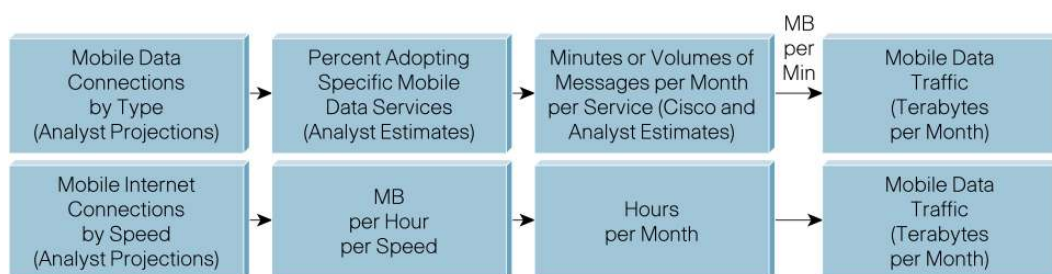 Mobile Data
Connections
by Type
(Analyst Projections)
Percent Adopting
Specific Mobile
Data Services
(Analyst Estimates)
Minutes or Volumes of
Messages per Month
per Service (Cisco and
Analyst Estimates)
MB
per
Min
Mobile Data
Traffic
(Terabytes
per Month)
Mobile Internet
Connections
by Speed
(Analyst Projections)
MB
per Hour
per Speed
Hours
per Month
Mobile Data
Traffic
(Terabytes
per Month)